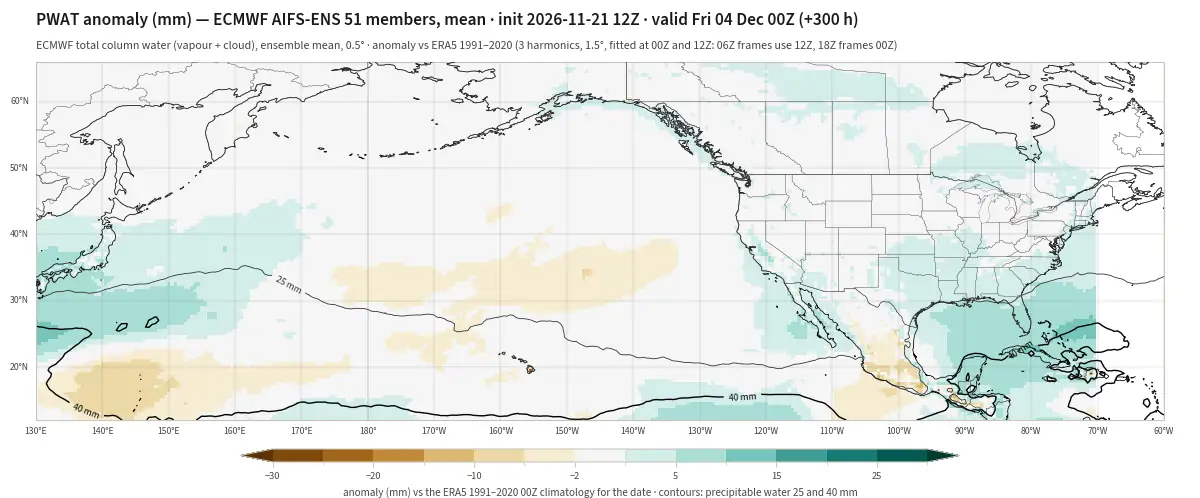 PWAT anomaly (mm) — ECMWF AIFS-ENS 51 members, mean · init 2026-11-21 12Z · valid Fri 04 Dec 00Z (+300 h)
ECMWF total column water (vapour + cloud), ensemble mean, 0.5° · anomaly vs ERA5 1991–2020 (3 harmonics, 1.5°, fitted at 00Z and 12Z: 06Z frames use 12Z, 18Z frames 00Z)
60°N
50°N
40°N
30°N
20°N
25 mm
40 mm
40 mm
130°E 140°E 150°E 160°E 170°E 180° 170°W 160°W 150°W 140°W 130°W 120°W 110°W 100°W 90°W 80°W 70°W 60°W
−30 −20 −10 −2 5 15 25
anomaly (mm) vs the ERA5 1991–2020 00Z climatology for the date · contours: precipitable water 25 and 40 mm